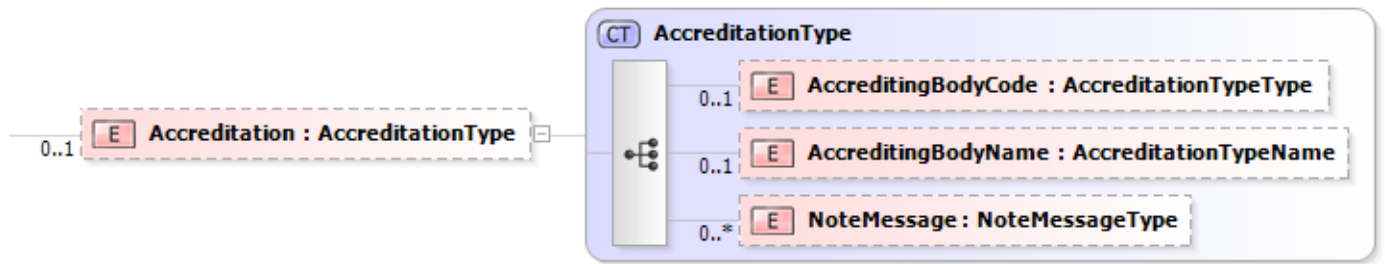 CT AccreditationType
0..1 E AccreditingBodyCode : AccreditationTypeType
0..1 E Accreditation : AccreditationType
0..1 E AccreditingBodyName : AccreditationTypeName
0..* E NoteMessage : NoteMessageType